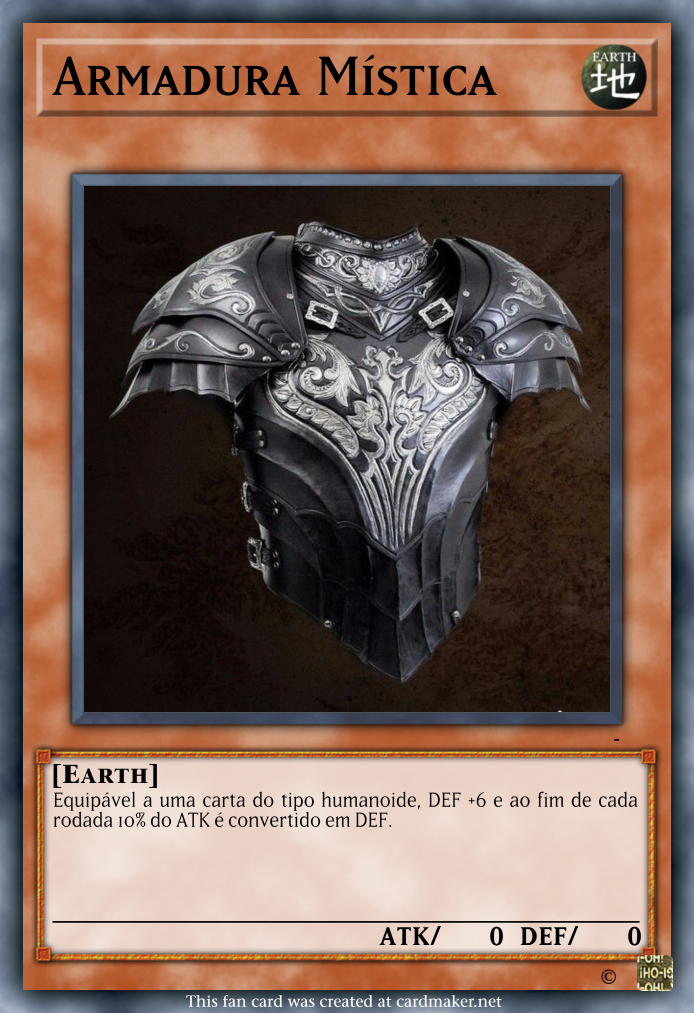 Armadura Mística
EARTH
地
-
[Earth]
Equipável a uma carta do tipo humanoide, DEF +6 e ao fim de cada
rodada 10% do ATK é convertido em DEF.
ATK/ 0 DEF/ 0
©
This fan card was created at cardmaker.net